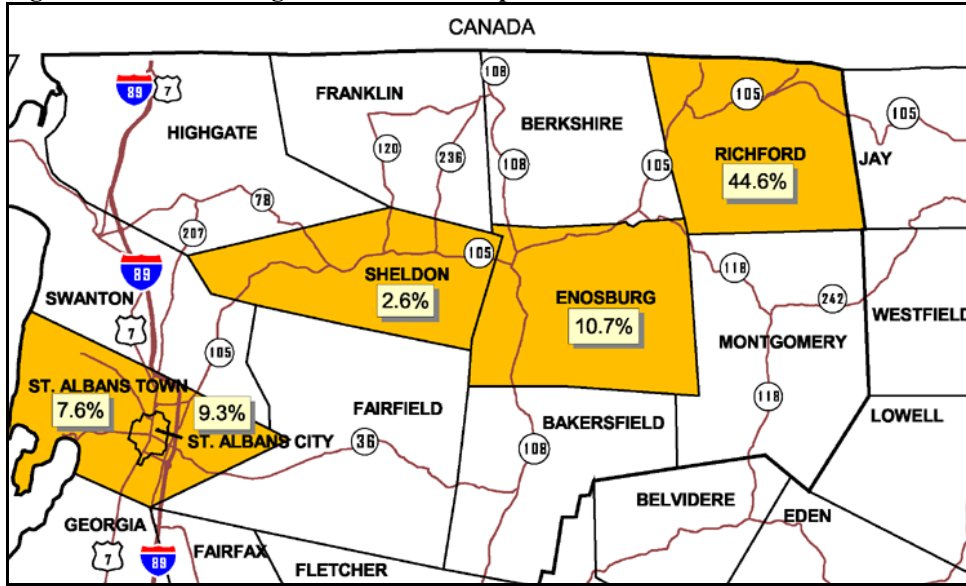 CANADA
108
89
7
FRANKLIN
105
BERKSHIRE
105
HIGHGATE
120
236
108
105
RICHFORD
JAY
44.6%
78
207
105
SHELDON
118
89
2.6%
ENOSBURG
SWANTON
10.7%
242
7
WESTFIELD
MONTGOMERY
105
ST. ALBANS TOWN
7.6%
9.3%
118
FAIRFIELD
LOWELL
BAKERSFIELD
ST. ALBANS CITY
36
108
BELVIDERE
EDEN
GEORGIA
7
89
FAIRFAX
FLETCHER